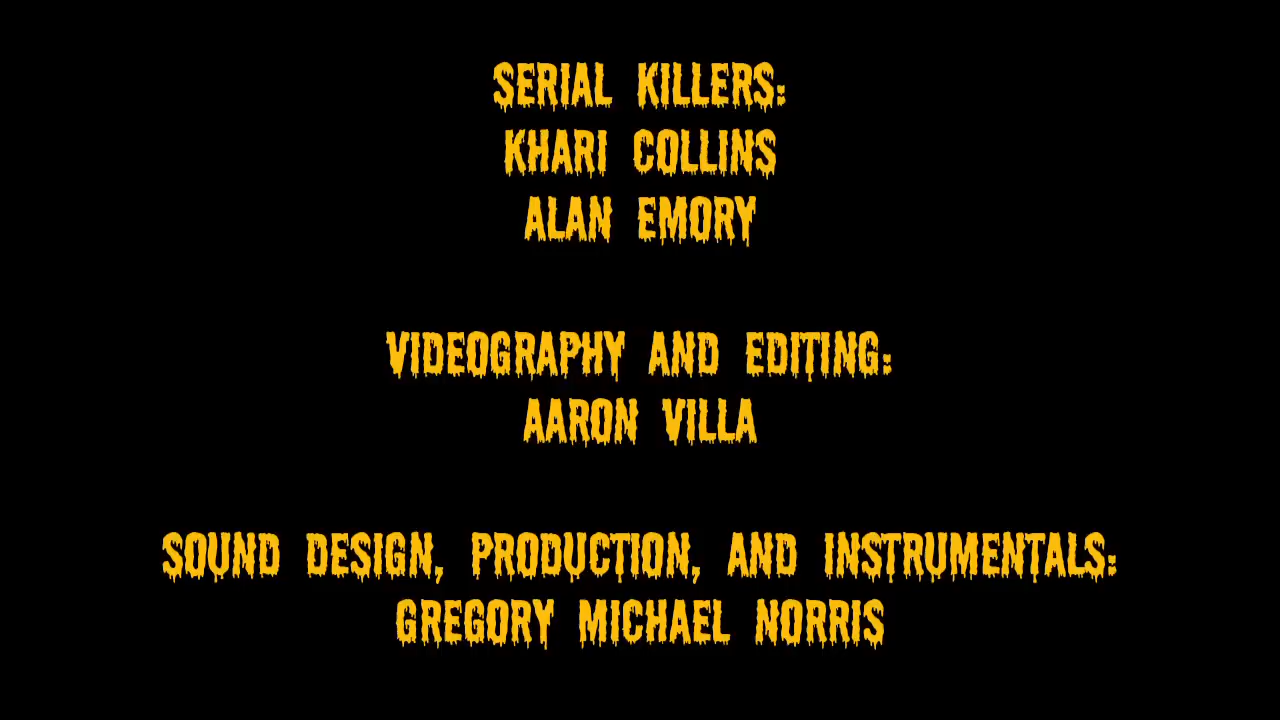 SERIAL KILLERS:
KHARI COLLINS
ALAN EMORY
VIDEOGRAPHY AND EDITING:
AARON VILLA
SOUND DESIGN, PRODUCTION, AND INSTRUMENTALS:
GREGORY MICHAEL NORRIS